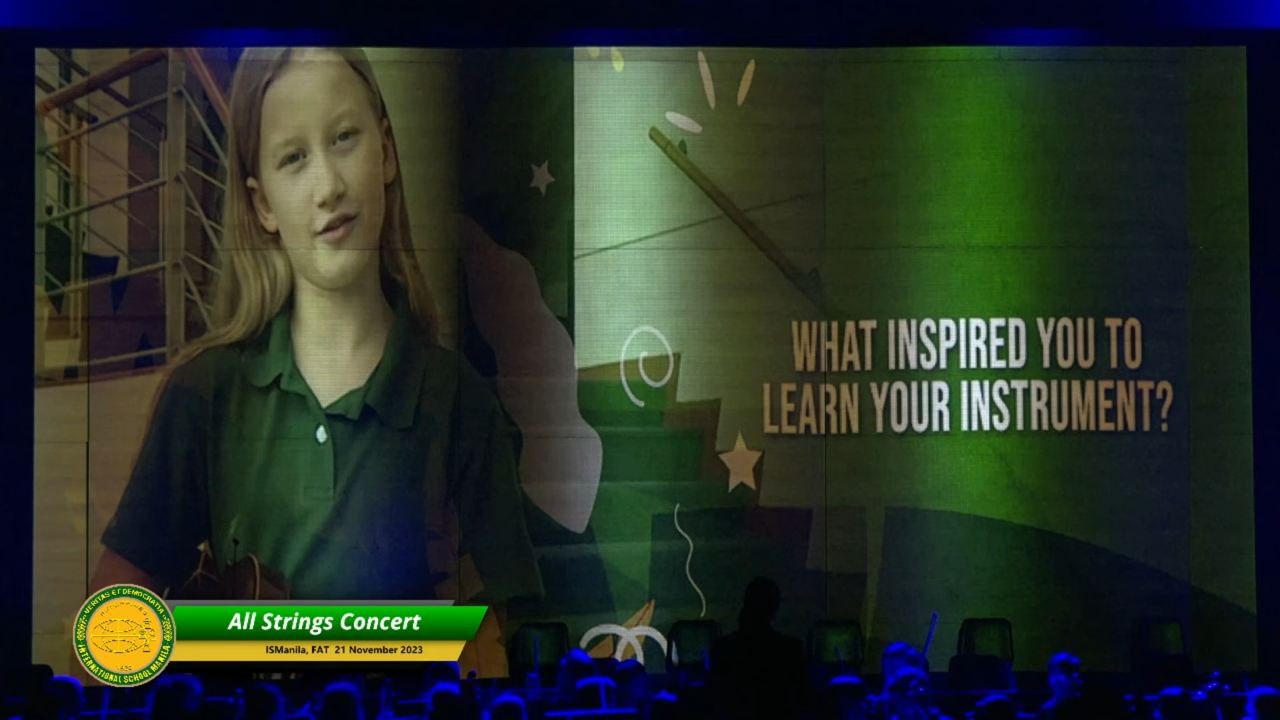 WHAT INSPIRED YOU TO
LEARN YOUR INSTRUMENT?
VERITAS ET DEMOCRATIA
INTERNATIONAL SCHOOL MANILA
All Strings Concert
ISManila, FAT 21 November 2023